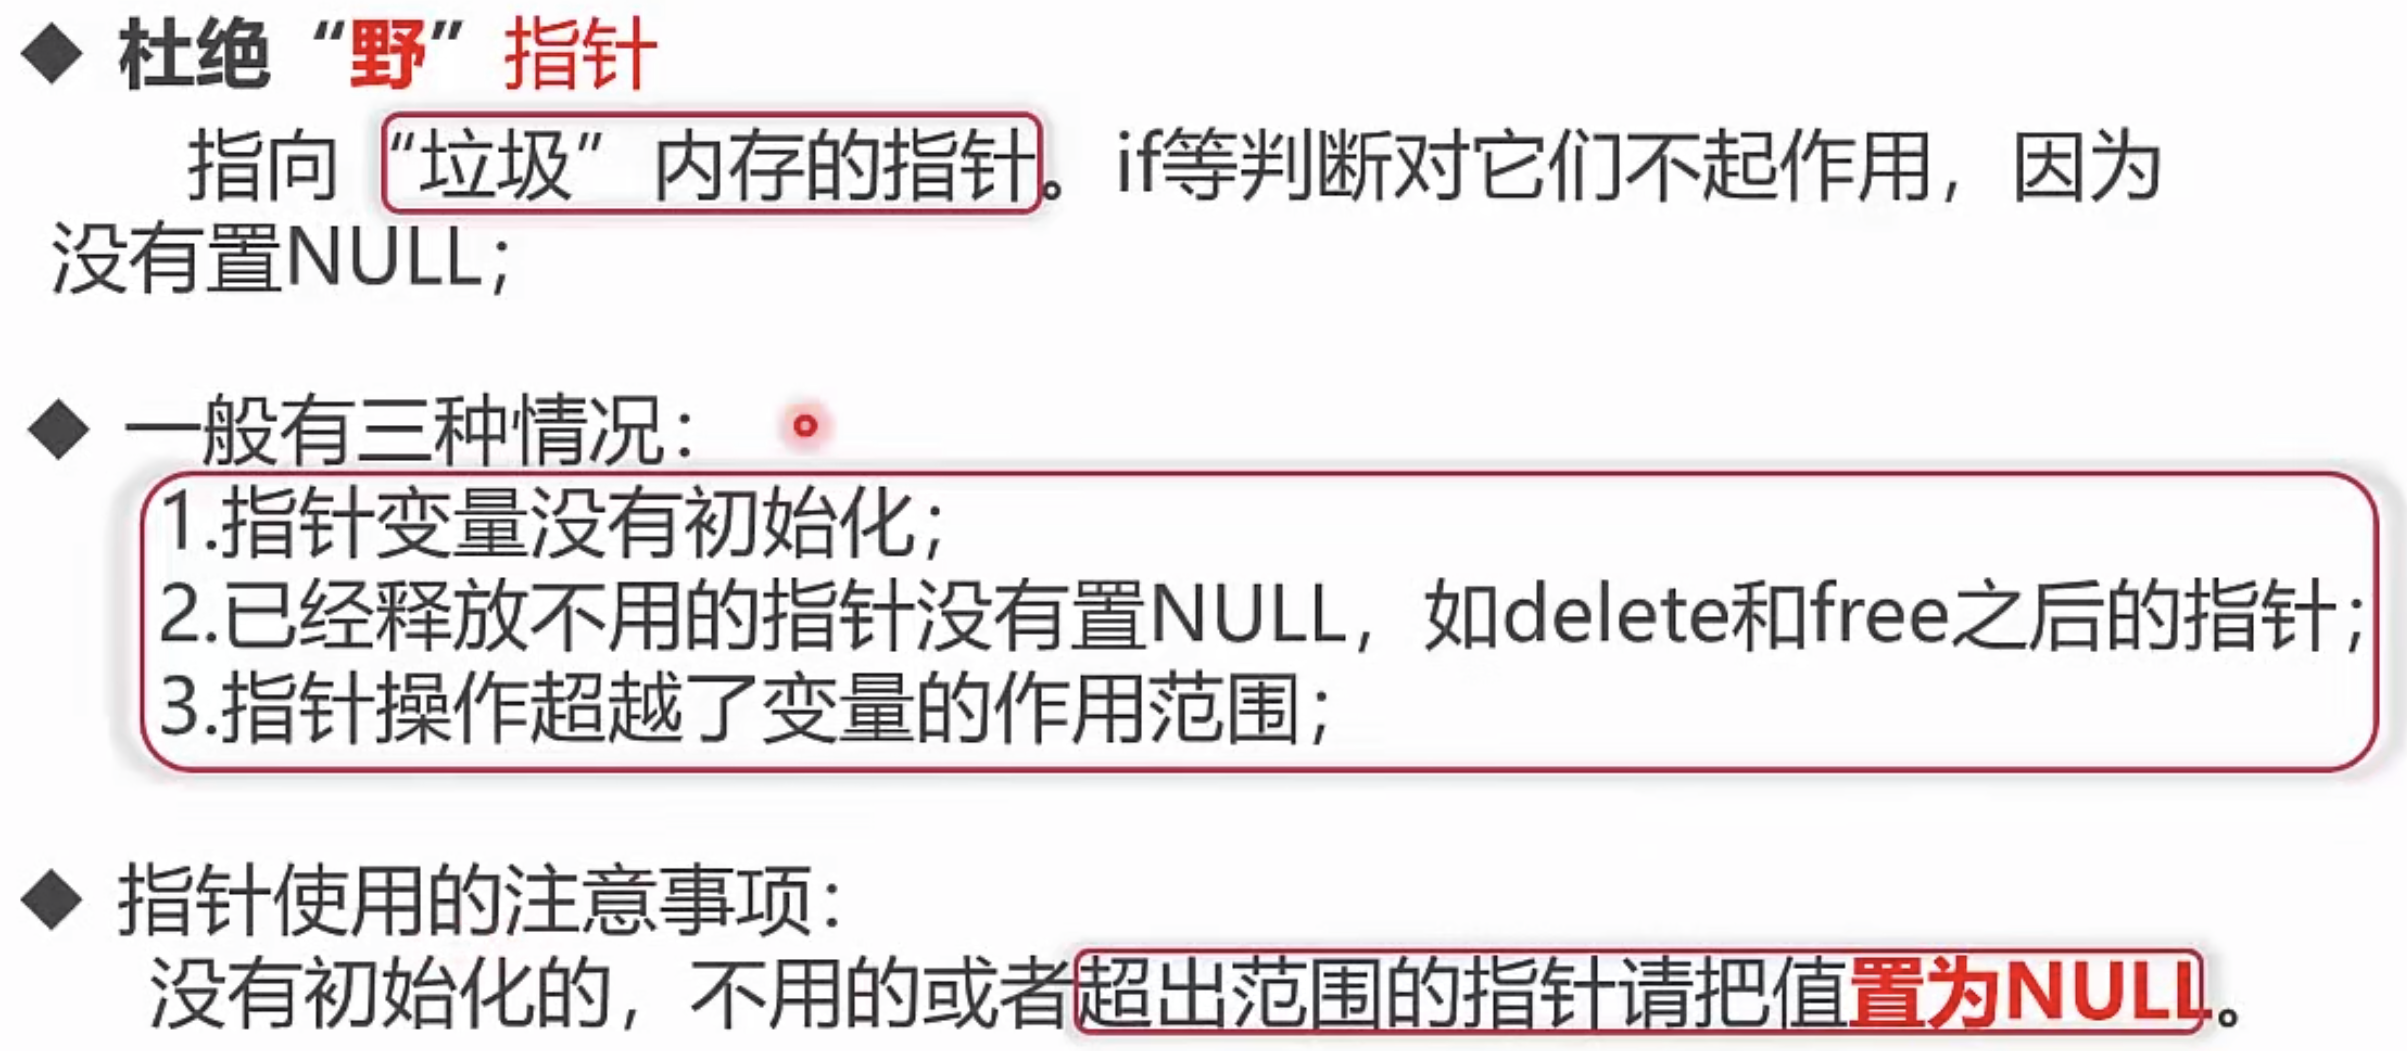 ◆ 杜绝“野”指针
指向“垃圾”内存的指针。if等判断对它们不起作用，因为
没有置NULL；
◆ 一般有三种情况：
1.指针变量没有初始化；
2.已经释放不用的指针没有置NULL，如delete和free之后的指针；
3.指针操作超越了变量的作用范围；
◆ 指针使用的注意事项：
没有初始化的，不用的或者超出范围的指针请把值置为NULL。